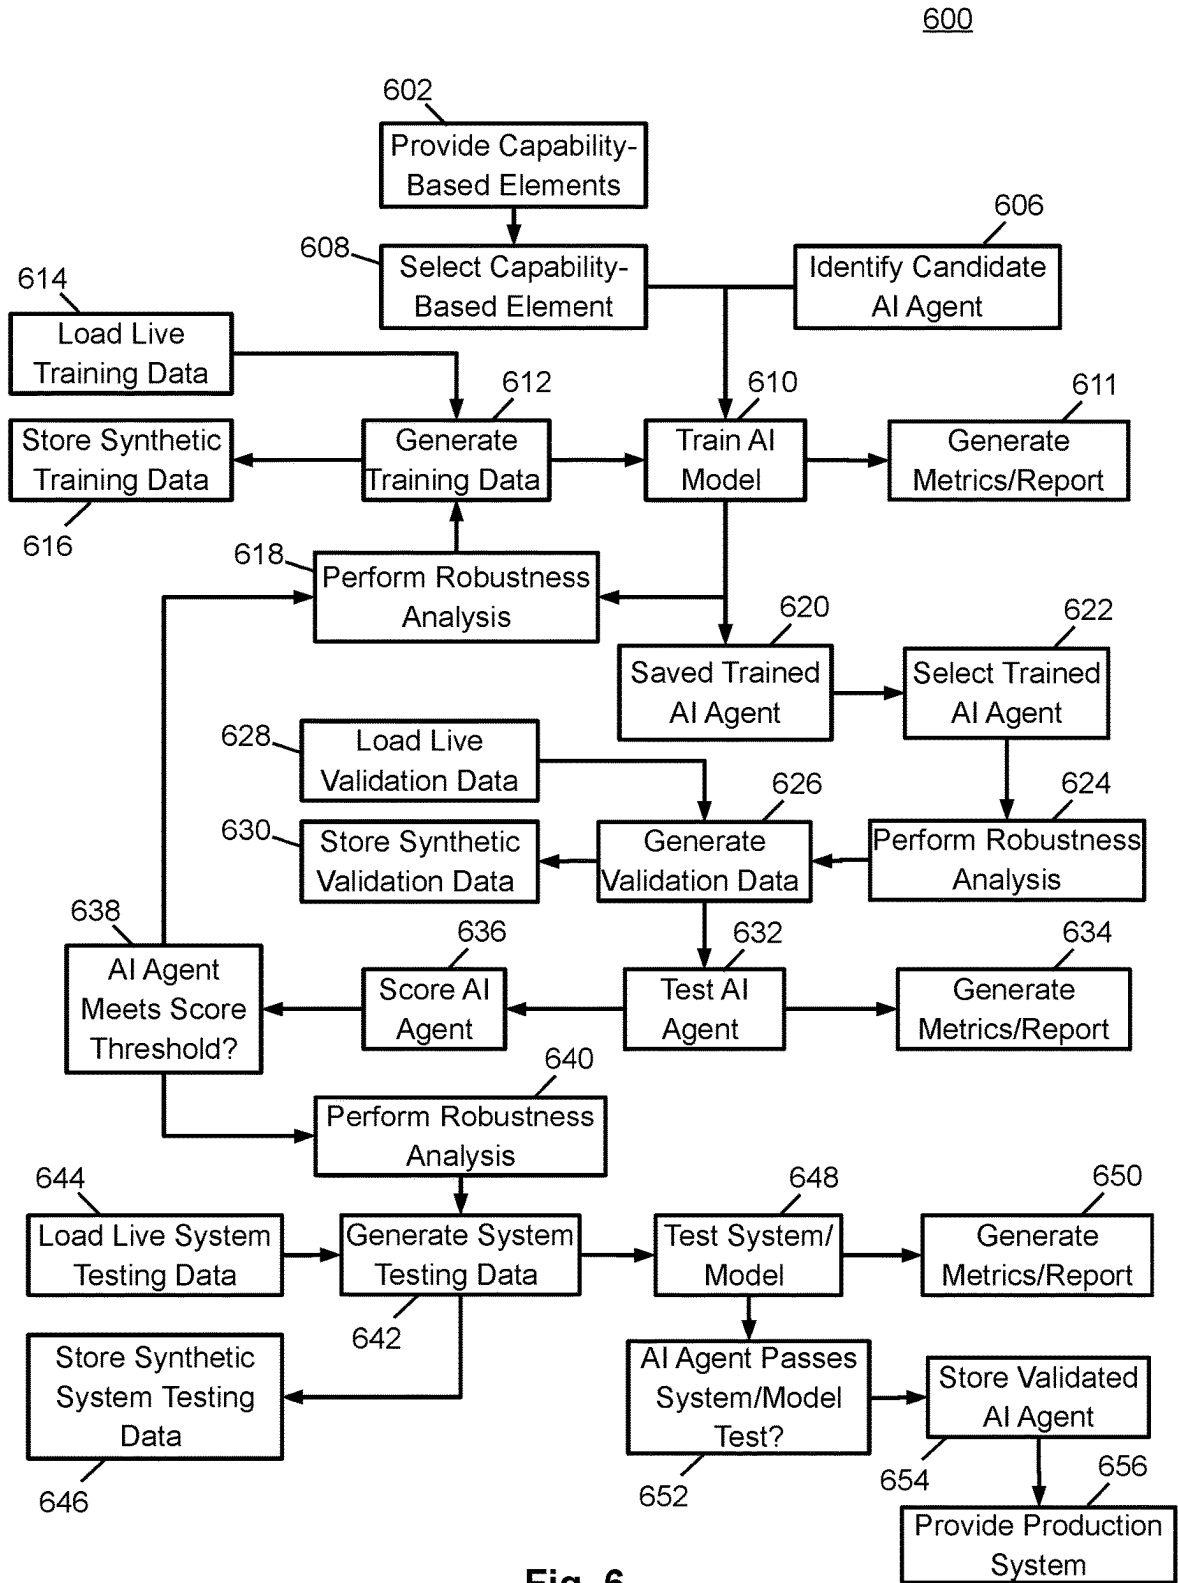 600
602
Provide Capability-
Based Elements
606
608
Select Capability-
Based Element
Identify Candidate
AI Agent
614
Load Live
Training Data
612
610
611
Store Synthetic
Training Data
Generate
Training Data
Train AI
Model
Generate
Metrics/Report
616
618
Perform Robustness
Analysis
620
622
Saved Trained
AI Agent
Select Trained
AI Agent
628
Load Live
Validation Data
626
624
630
Store Synthetic
Validation Data
Generate
Validation Data
Perform Robustness
Analysis
638
636
632
634
AI Agent
Meets Score
Threshold?
Score AI
Agent
Test AI
Agent
Generate
Metrics/Report
640
Perform Robustness
Analysis
644
648
650
Load Live System
Testing Data
Generate System
Testing Data
Test System/
Model
Generate
Metrics/Report
642
Store Synthetic
System Testing
Data
AI Agent Passes
System/Model
Test?
Store Validated
AI Agent
646
652
654
656
Provide Production
System
Fig. 6